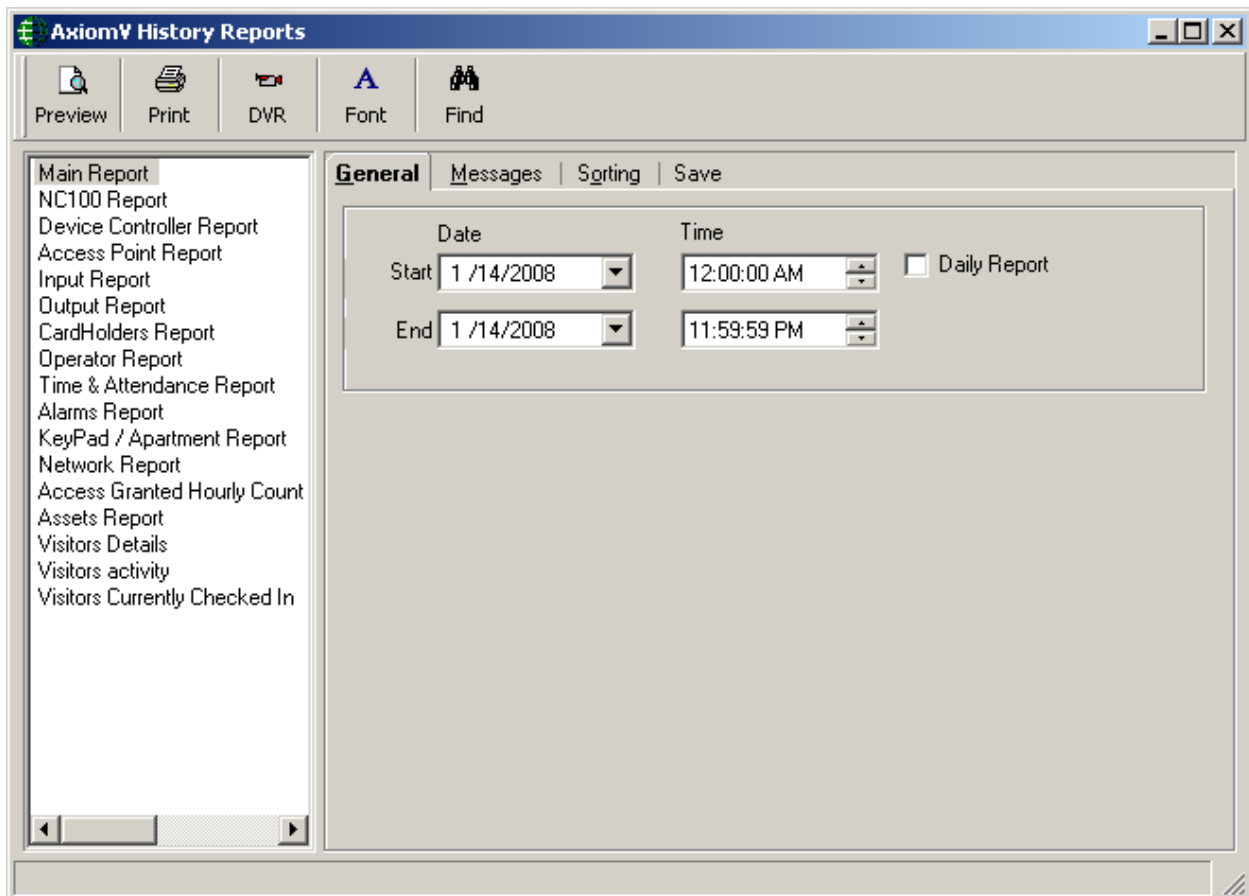 AxiomV History Reports
Preview Print DVR Font Find
Main Report
NC100 Report
Device Controller Report
Access Point Report
Input Report
Output Report
CardHolders Report
Operator Report
Time & Attendance Report
Alarms Report
KeyPad / Apartment Report
Network Report
Access Granted Hourly Count
Assets Report
Visitors Details
Visitors activity
Visitors Currently Checked In
General Messages Sorting Save
Date Time
Start 1 /14/2008 12:00:00 AM Daily Report
End 1 /14/2008 11:59:59 PM